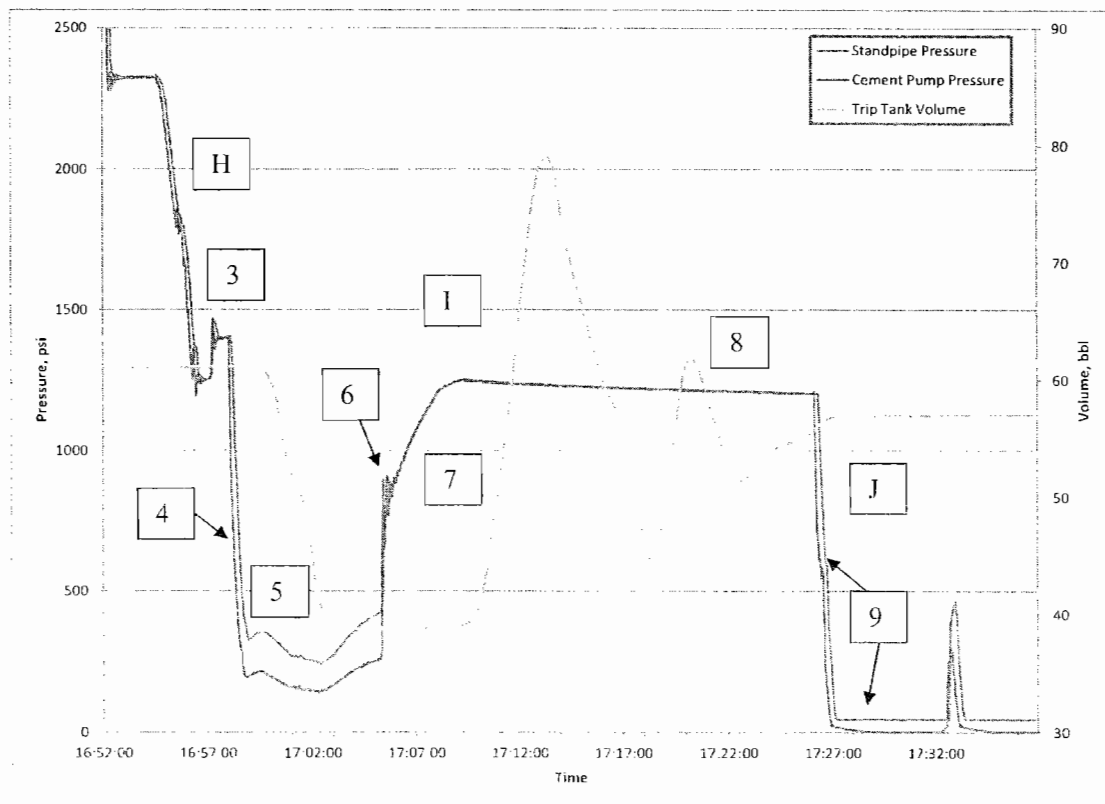 2500
2000
1500
1000
500
0
Pressure, psi
90
80
70
60
50
40
30
Volume, bbl
Standpipe Pressure
Cement Pump Pressure
Trip Tank Volume
H
3
I
8
6
7
4
J
5
9
16:52:00 16:57:00 17:02:00 17:07:00 17:12:00 17:17:00 17:22:00 17:27:00 17:32:00
Time